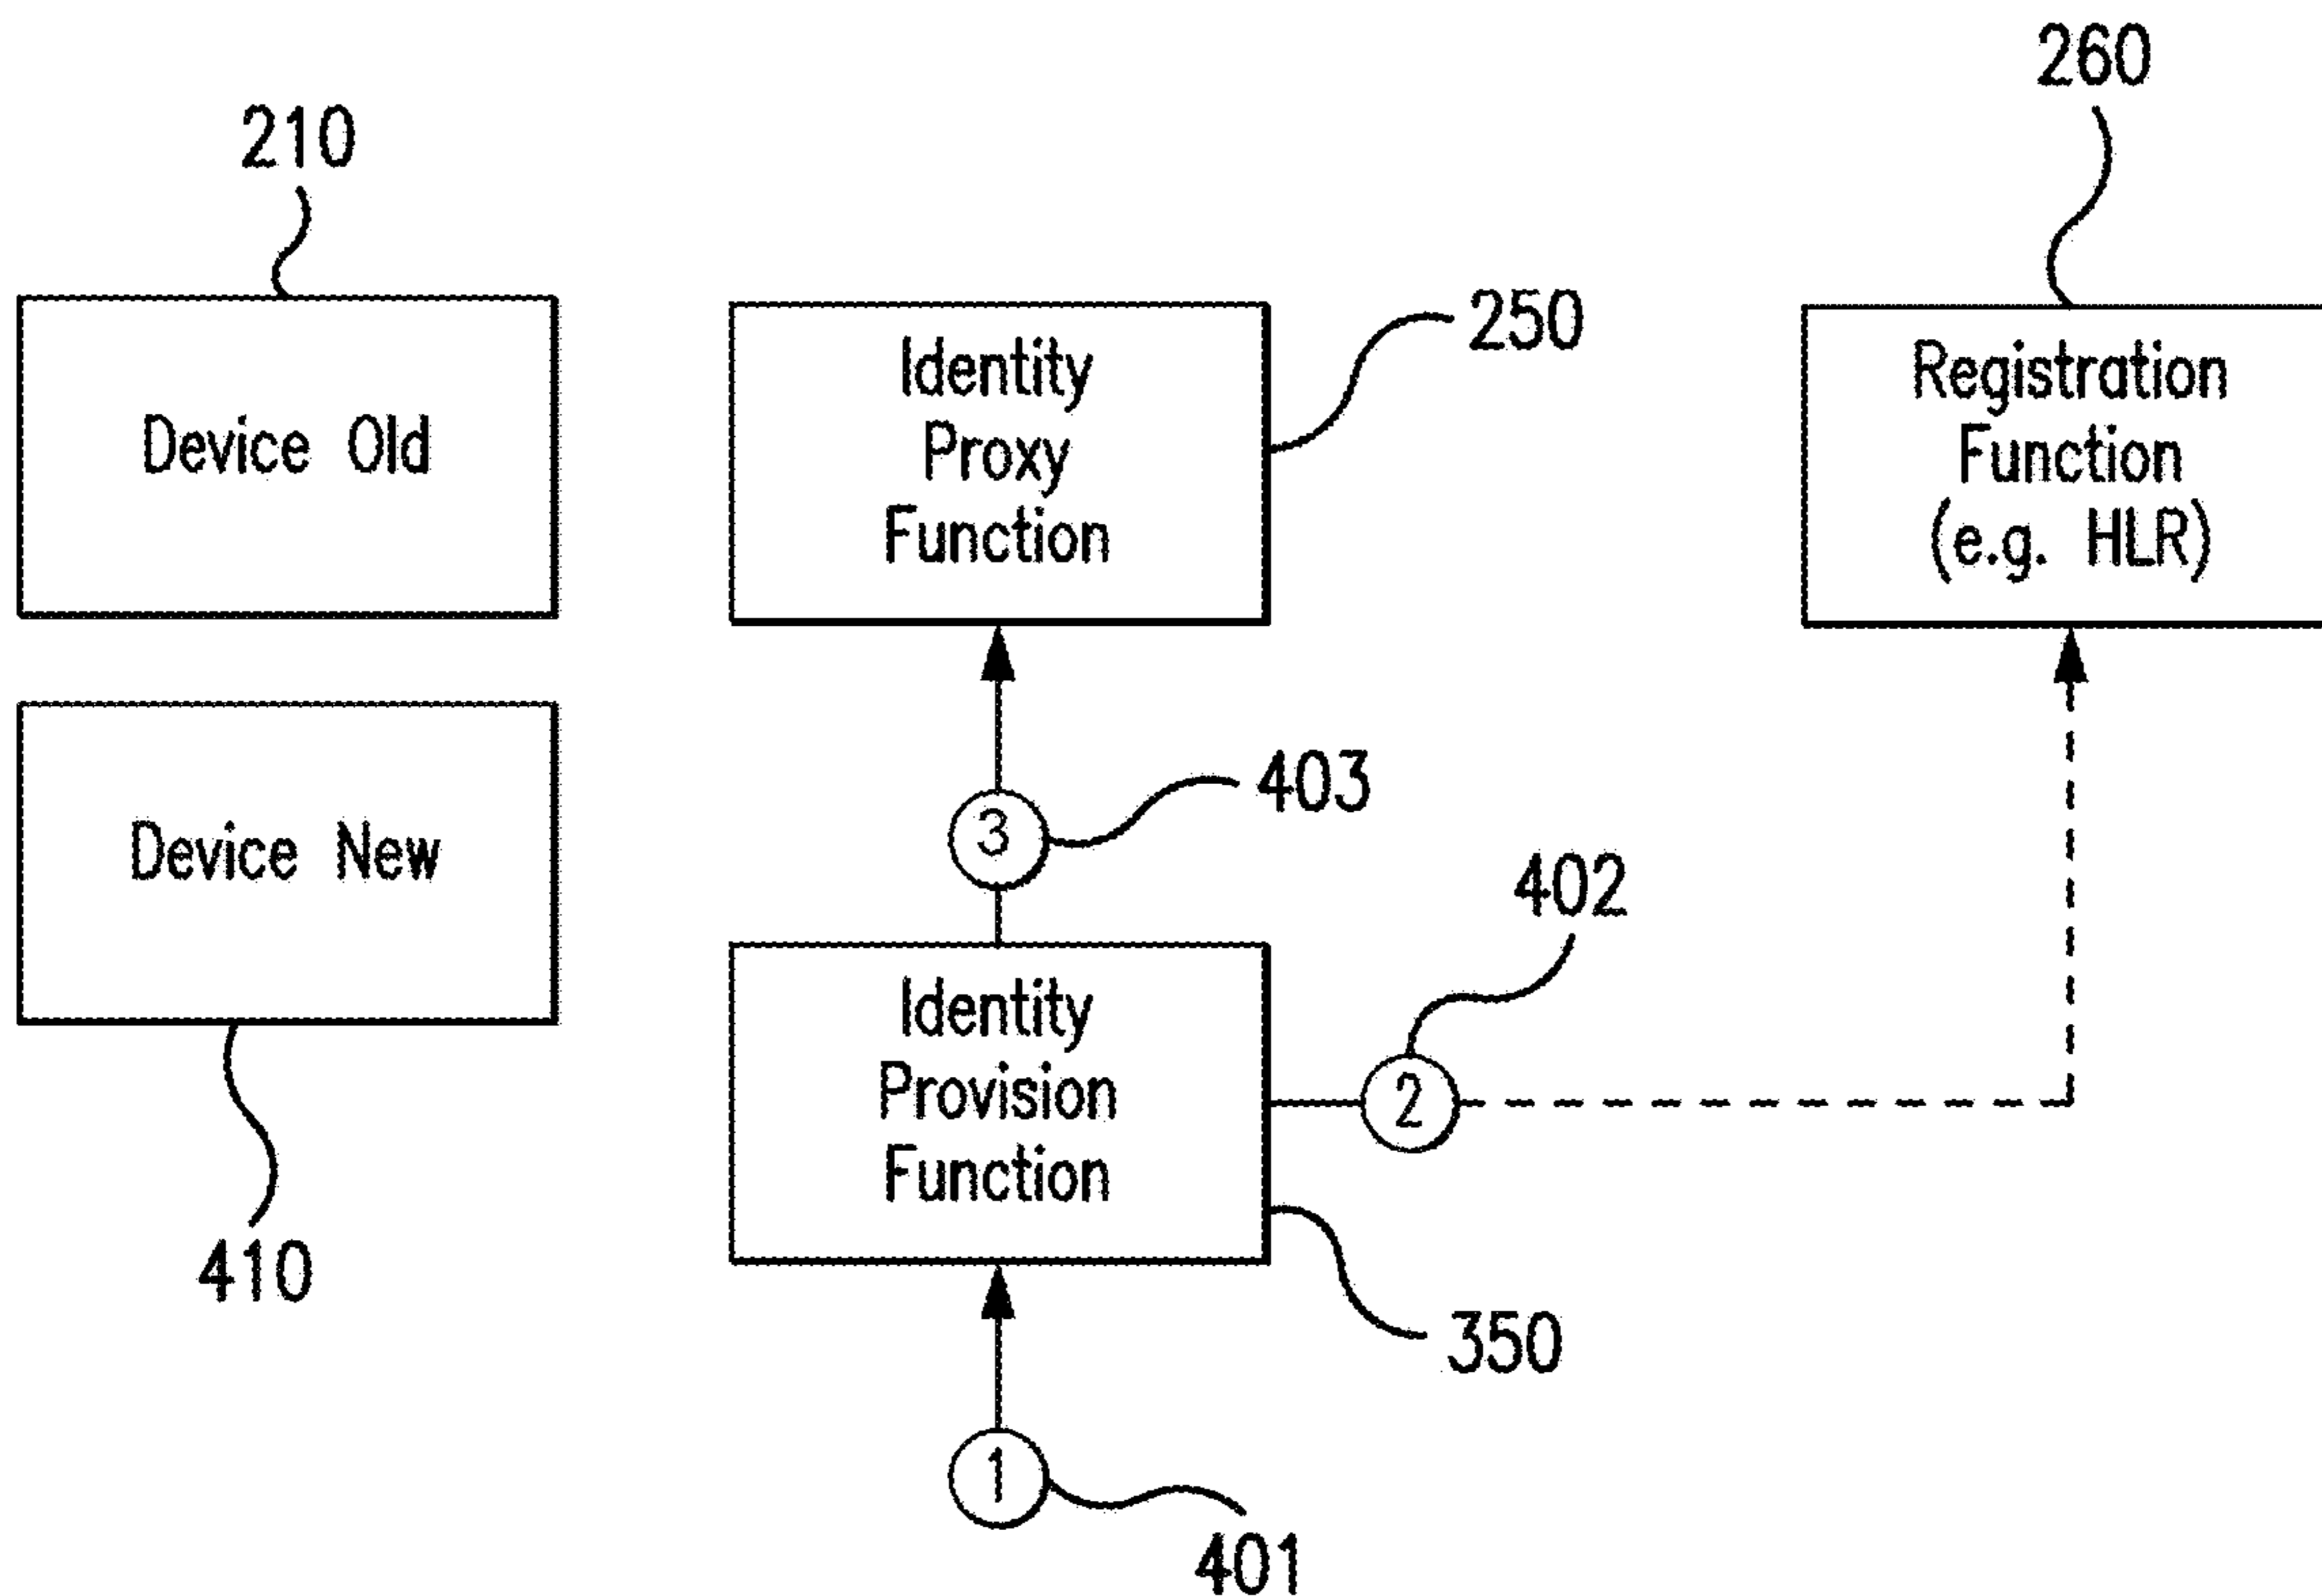 260
210
250
Device Old
Identity
Proxy
Function
Registration
Function
(e.g. HLR)
403
3
Device New
402
Identity
Provision
Function
2
410
350
1
401